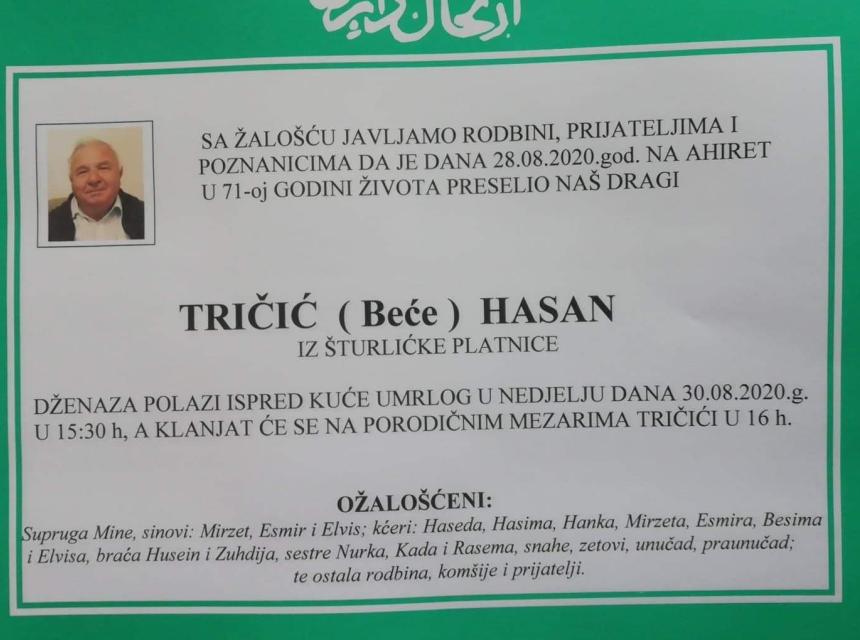 SA ŽALOŠĆU JAVLJAMO RODBINI, PRIJATELJIMA I
POZNANICIMA DA JE DANA 28.08.2020.god. NA AHIRET
U 71-oj GODINI ŽIVOTA PRESELIO NAŠ DRAGI
TRIČIĆ ( Beće ) HASAN
IZ ŠTURLIĆKE PLATNICE
DŽENAZA POLAZI ISPRED KUĆE UMRLOG U NEDJELJU DANA 30.08.2020.g.
U 15:30 h, A KLANJAT ĆE SE NA PORODIČNIM MEZARIMA TRIČIĆI U 16 h.
OŽALOŠĆENI:
Supruga Mine, sinovi: Mirzet, Esmir i Elvis; kćeri: Haseda, Hasima, Hanka, Mirzeta, Esmira, Besima
i Elvisa, braća Husein i Zuhdija, sestre Nurka, Kada i Rasema, snahe, zetovi, unučad, praunučad;
te ostala rodbina, komšije i prijatelji.